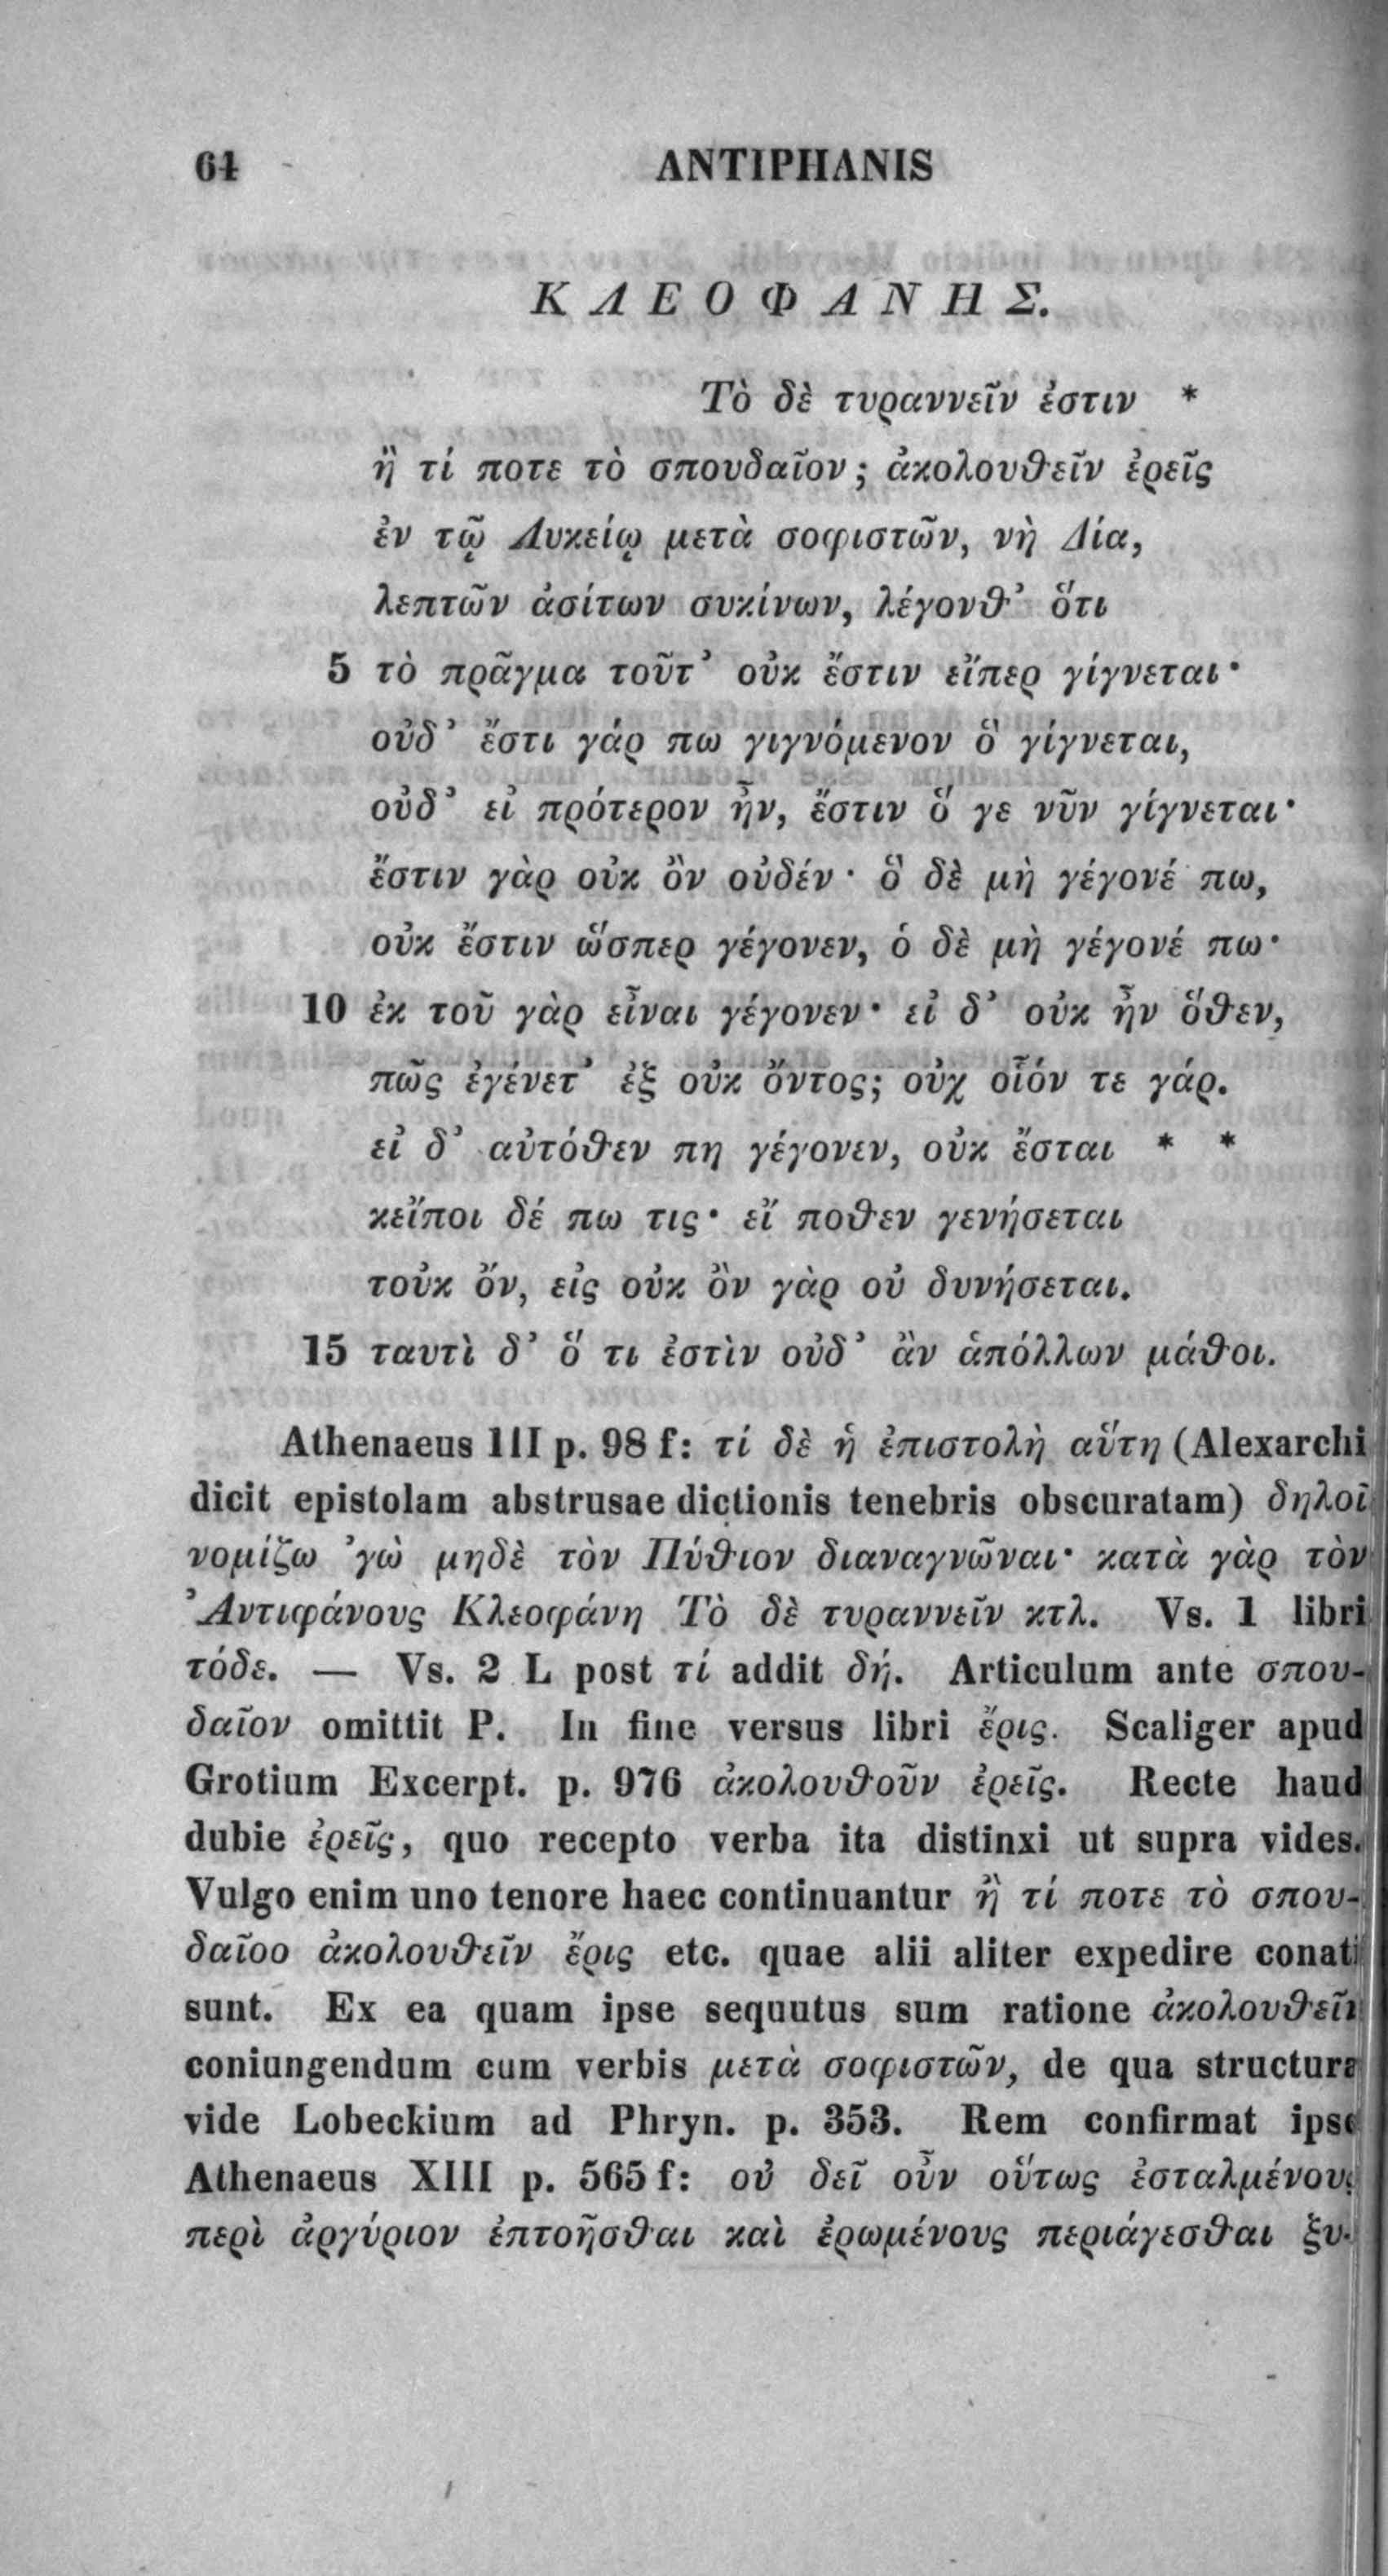 64 ANTIPHANIS
ΚΛΕΟΦΑΝΗΣ.
Τὸ δὲ τυραννεῖν ἐστιν *
ἢ τί ποτε τὸ σπουδαῖον; ἀκολουθεῖν ἐρεῖς
ἐν τῷ Λυκείῳ μετὰ σοφιστῶν, νὴ Δία,
λεπτῶν ἀσίτων συκίνων, λέγονθ’ ὅτι
5 τὸ πρᾶγμα τοῦτ’ οὐκ ἔστιν εἴπερ γίγνεται·
οὐδ’ ἔστι γάρ πω γιγνόμενον ὃ γίγνεται,
οὐδ’ εἰ πρότερον ἦν, ἔστιν ὅ γε νῦν γίγνεται·
ἔστιν γὰρ οὐκ ὂν οὐδέν· ὃ δὲ μὴ γέγονέ πω,
οὐκ ἔστιν ὥσπερ γέγονεν, ὁ δὲ μὴ γέγονέ πω·
10 ἐκ τοῦ γὰρ εἶναι γέγονεν· εἰ δ’ οὐκ ἦν ὅθεν,
πῶς ἐγένετ’ ἐξ οὐκ ὄντος; οὐχ οἷόν τε γάρ.
εἰ δ’ αὐτόθεν πη γέγονεν, οὐκ ἔσται * *
κεἴποι δέ πω τις· εἴ ποθεν γενήσεται
τοὐκ ὄν, εἰς οὐκ ὂν γὰρ οὐ δυνήσεται.
15 ταυτὶ δ’ ὅ τι ἐστὶν οὐδ’ ἂν ἁπόλλων μάθοι.
Athenaeus III p. 98 f: τί δὲ ἡ ἐπιστολὴ αὕτη (Alexarchi
dicit epistolam abstrusae dictionis tenebris obscuratam) δηλοῖ
νομίζω ’γὼ μηδὲ τὸν Πύθιον διαναγνῶναι· κατὰ γὰρ τὸν
Ἀντιφάνους Κλεοφάνη Τὸ δὲ τυραννεῖν κτλ. Vs. 1 libri
τόδε. — Vs. 2 L post τί addit δή. Articulum ante σπου-
δαῖον omittit P. In fine versus libri ἔρις. Scaliger apud
Grotium Excerpt. p. 976 ἀκολουθοῦν ἐρεῖς. Recte haud
dubie ἐρεῖς, quo recepto verba ita distinxi ut supra vides.
Vulgo enim uno tenore haec continuantur ἢ τί ποτε τὸ σπου-
δαῖοο ἀκολουθεῖν ἔρις etc. quae alii aliter expedire conati
sunt. Ex ea quam ipse sequutus sum ratione ἀκολουθεῖν
coniungendum cum verbis μετὰ σοφιστῶν, de qua structura
vide Lobeckium ad Phryn. p. 353. Rem confirmat ipse
Athenaeus XIII p. 565 f: οὐ δεῖ οὖν οὕτως ἐσταλμένους
περὶ ἀργύριον ἐπτοῆσθαι καὶ ἐρωμένους περιάγεσθαι ξυ-